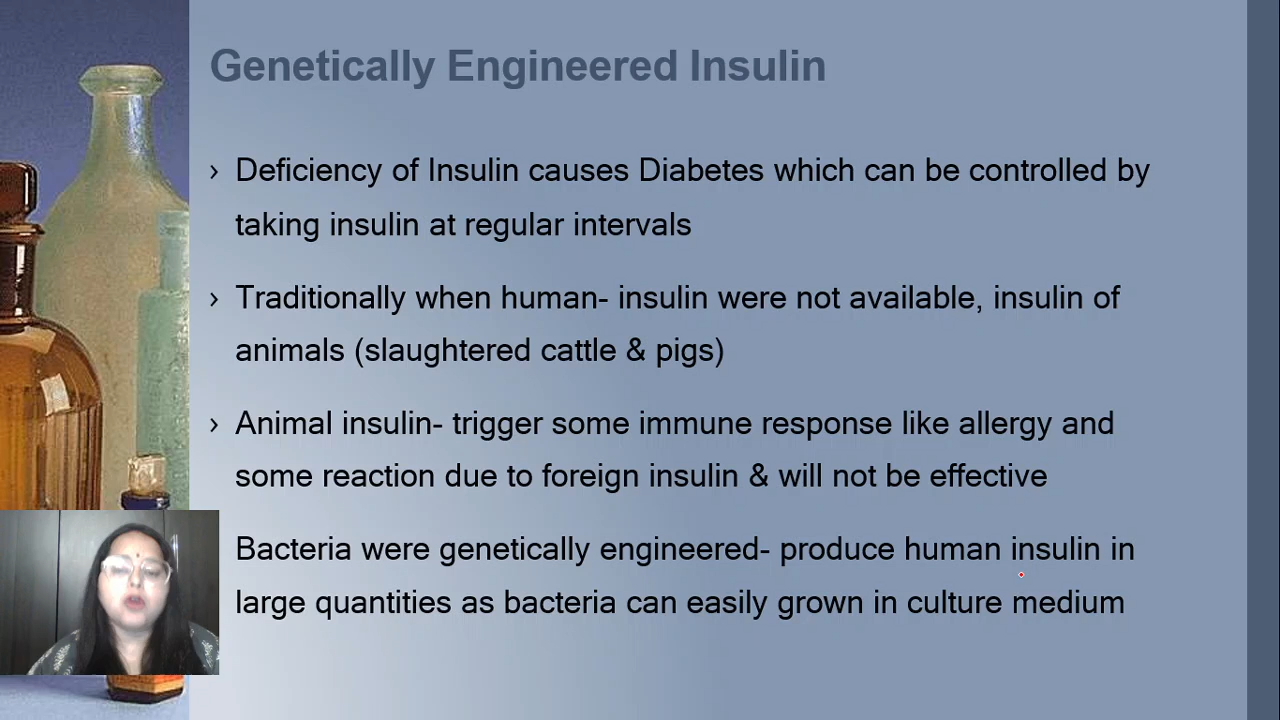 Genetically Engineered Insulin
› Deficiency of Insulin causes Diabetes which can be controlled by
taking insulin at regular intervals
› Traditionally when human- insulin were not available, insulin of
animals (slaughtered cattle & pigs)
› Animal insulin- trigger some immune response like allergy and
some reaction due to foreign insulin & will not be effective
Bacteria were genetically engineered- produce human insulin in
large quantities as bacteria can easily grown in culture medium